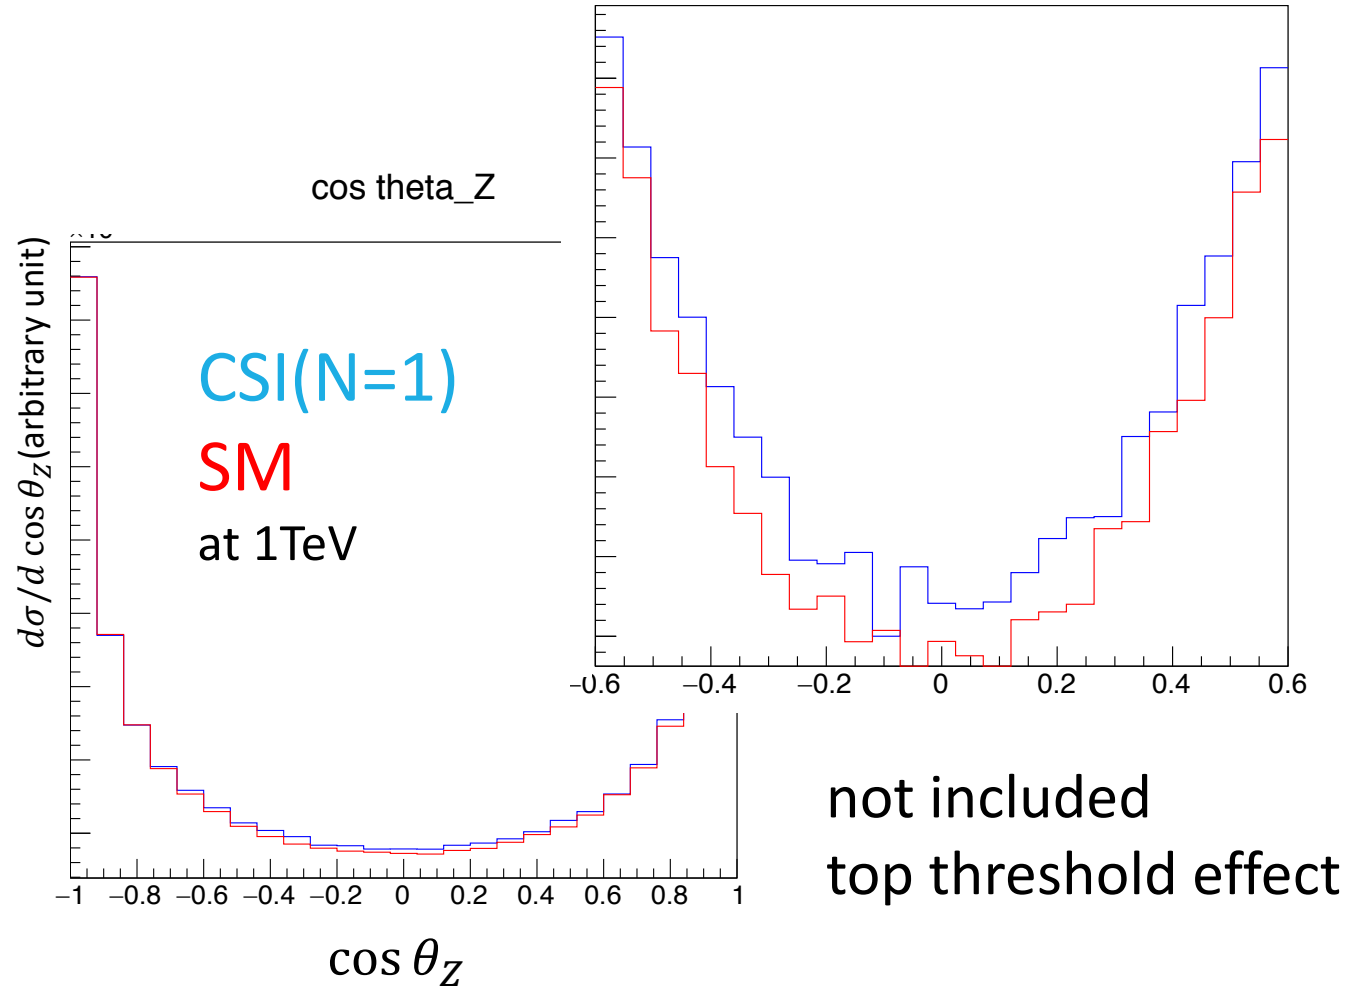 cos theta_Z
dσ/d cos θ_Z(arbitrary unit)
CSI(N=1)
SM
at 1TeV
−0.6 −0.4 −0.2 0 0.2 0.4 0.6
−1 −0.8 −0.6 −0.4 −0.2 0 0.2 0.4 0.6 0.8 1
cos θ_Z
not included
top threshold effect